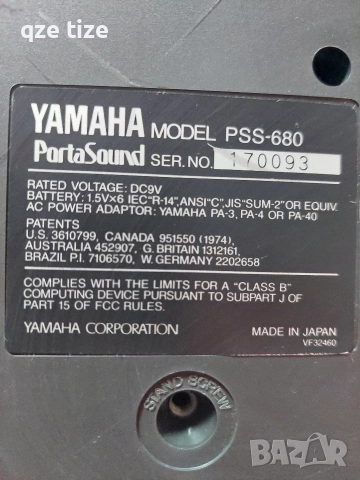 qze tize
YAMAHA MODEL PSS-680
PortaSound SER. NO. 170093
RATED VOLTAGE: DC9V
BATTERY: 1.5V×6 IEC"R-14", ANSI"C", JIS"SUM-2" OR EQUIV.
AC POWER ADAPTOR: YAMAHA PA-3, PA-4 OR PA-40
PATENTS
U.S. 3610799, CANADA 951550 (1974),
AUSTRALIA 452907, G. BRITAIN 1312161,
BRAZIL P.I. 7106570, W. GERMANY 2202658
COMPLIES WITH THE LIMITS FOR A "CLASS B"
COMPUTING DEVICE PURSUANT TO SUBPART J OF
PART 15 OF FCC RULES.
YAMAHA CORPORATION MADE IN JAPAN
VF32460
STAND SCREW
BAZAR